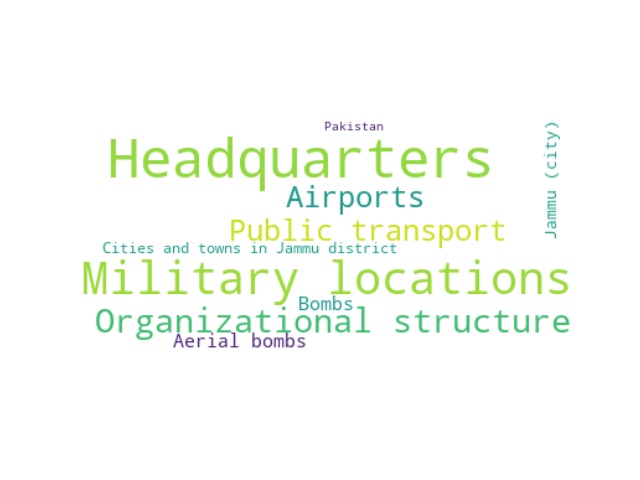 Pakistan
Headquarters
Jammu (city)
Airports
Public transport
Cities and towns in Jammu district
Military locations
Bombs
Organizational structure
Aerial bombs